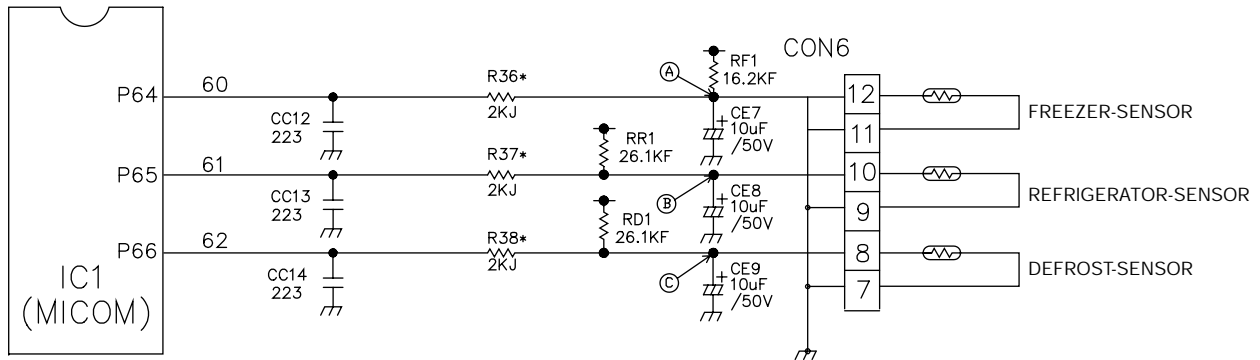 CON6
RF1
16.2KF
A
P64
60
R36*
2KJ
12
FREEZER-SENSOR
CC12
223
CE7
+
10uF
/50V
11
RR1
26.1KF
P65
61
R37*
2KJ
B
10
REFRIGERATOR-SENSOR
CC13
223
CE8
+
10uF
/50V
9
RD1
26.1KF
P66
62
R38*
2KJ
C
8
DEFROST-SENSOR
CC14
223
CE9
+
10uF
/50V
7
IC1
(MICOM)